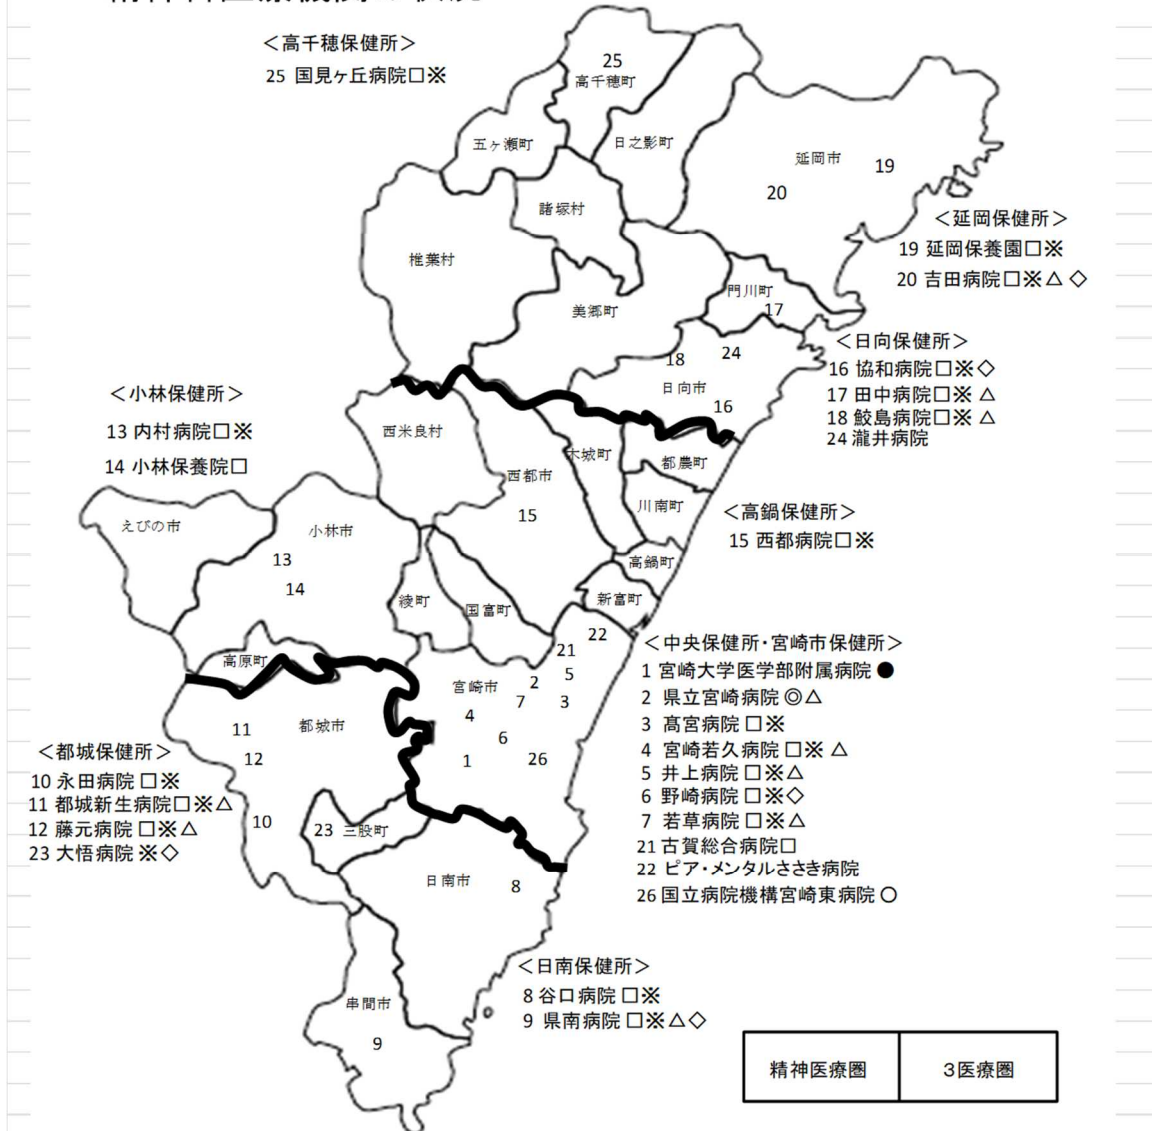 ＜高千穂保健所＞
25 国見ヶ丘病院□※
25
高千穂町
五ヶ瀬町
日之影町
延岡市
19
20
諸塚村
椎葉村
美郷町
門川町
17
＜延岡保健所＞
19 延岡保養園□※
20 吉田病院□※△◇
18
24
日向市
16
＜日向保健所＞
16 協和病院□※◇
17 田中病院□※△
18 鮫島病院□※△
24 瀧井病院
＜小林保健所＞
13 内村病院□※
14 小林保養院□
西米良村
西都市
15
木城町
都農町
川南町
高鍋町
新富町
＜高鍋保健所＞
15 西都病院□※
えびの市
小林市
13
14
綾町
国富町
高原町
22
21
5
宮崎市
2
7
3
4
6
1
26
＜中央保健所・宮崎市保健所＞
1 宮崎大学医学部附属病院●
2 県立宮崎病院◎△
3 髙宮病院□※
4 宮崎若久病院□※△
5 井上病院□※△
6 野崎病院□※◇
7 若草病院□※△
21 古賀総合病院□
22 ピア・メンタルささき病院
26 国立病院機構宮崎東病院○
11
都城市
12
10
23
三股町
＜都城保健所＞
10 永田病院□※
11 都城新生病院□※△
12 藤元病院□※△
23 大悟病院※◇
日南市
8
串間市
9
＜日南保健所＞
8 谷口病院□※
9 県南病院□※△◇
精神医療圏 ３医療圏